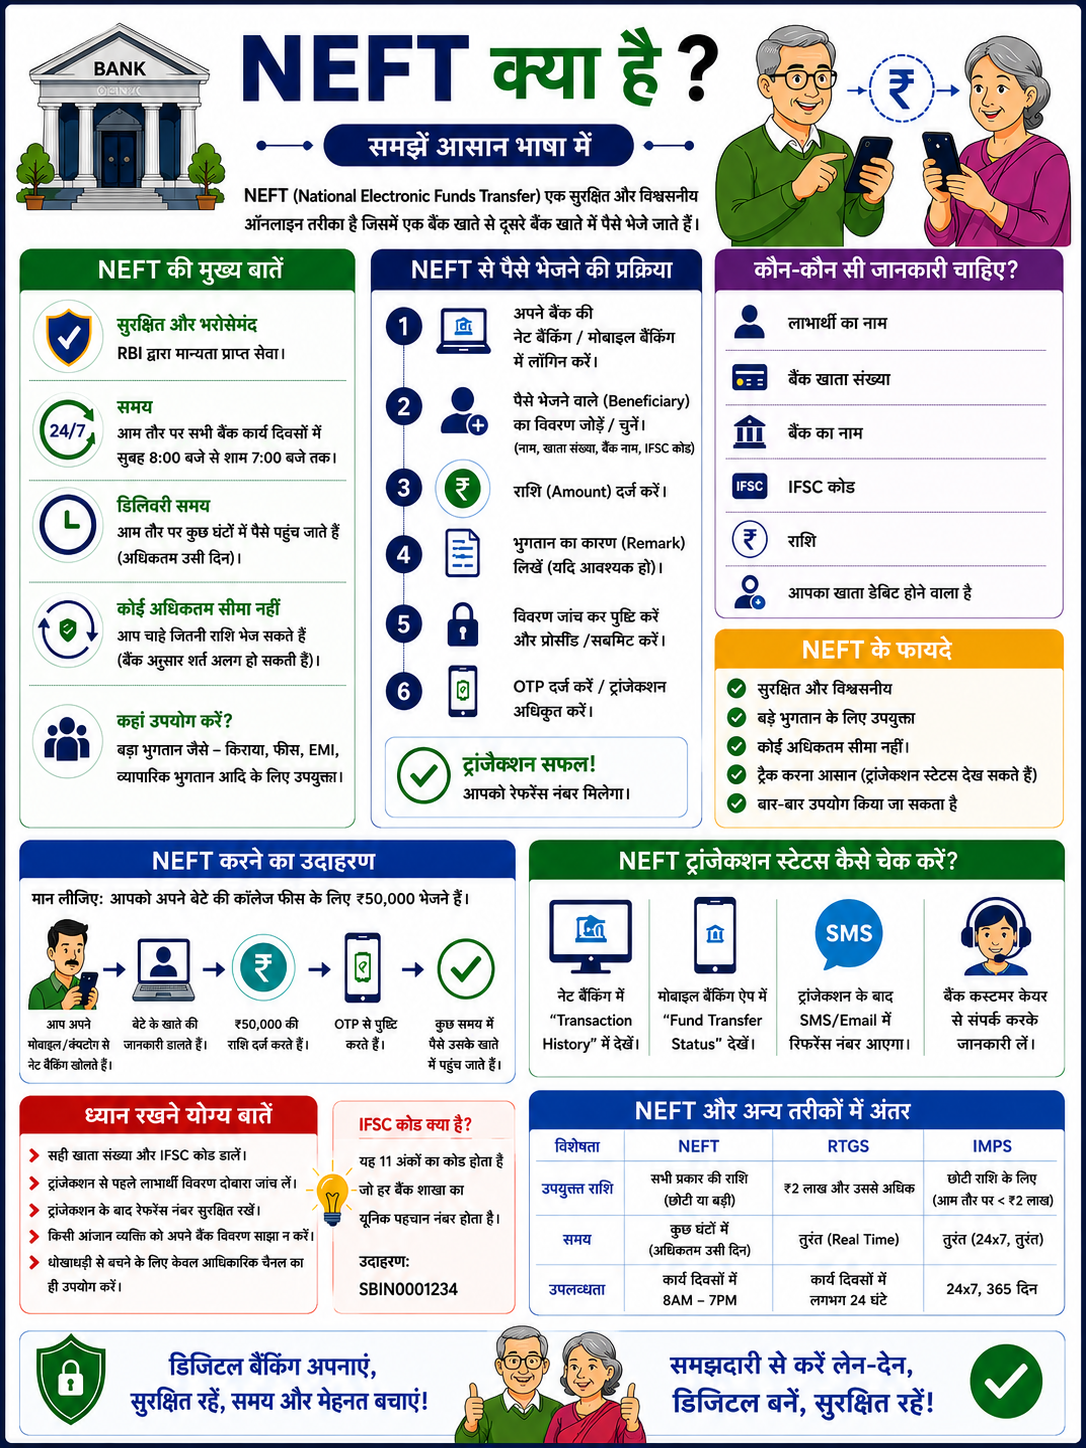 BANK
NEFT क्या है ?
समझें आसान भाषा में
NEFT (National Electronic Funds Transfer) एक सुरक्षित और विश्वसनीय
ऑनलाइन तरीका है जिसमें एक बैंक खाते से दूसरे बैंक खाते में पैसे भेजे जाते हैं।
₹
NEFT की मुख्य बातें
सुरक्षित और भरोसेमंद
RBI द्वारा मान्यता प्राप्त सेवा।
24/7
समय
आम तौर पर सभी बैंक कार्य दिवसों में
सुबह 8:00 बजे से शाम 7:00 बजे तक।
डिलिवरी समय
आम तौर पर कुछ घंटों में पैसे पहुंच जाते हैं
(अधिकतम उसी दिन)।
कोई अधिकतम सीमा नहीं
आप चाहे जितनी राशि भेज सकते हैं
(बैंक अनुसार शर्त अलग हो सकती हैं)।
कहां उपयोग करें?
बड़ा भुगतान जैसे – किराया, फीस, EMI,
व्यापारिक भुगतान आदि के लिए उपयुक्त।
NEFT से पैसे भेजने की प्रक्रिया
1
अपने बैंक की
नेट बैंकिंग / मोबाइल बैंकिंग
में लॉगिन करें।
2
पैसे भेजने वाले (Beneficiary)
का विवरण जोड़ें / चुनें।
(नाम, खाता संख्या, बैंक नाम, IFSC कोड)
3
₹
राशि (Amount) दर्ज करें।
4
भुगतान का कारण (Remark)
लिखें (यदि आवश्यक हो)।
5
विवरण जांच कर पुष्टि करें
और प्रोसीड /सबमिट करें।
6
OTP दर्ज करें / ट्रांजेकशन
अधिकृत करें।
ट्रांजैकशन सफल!
आपको रेफरेंस नंबर मिलेगा।
कौन-कौन सी जानकारी चाहिए?
लाभार्थी का नाम
बैंक खाता संख्या
बैंक का नाम
IFSC
IFSC कोड
₹
राशि
आपका खाता डेबिट होने वाला है
NEFT के फायदे
सुरक्षित और विश्वसनीय
बड़े भुगतान के लिए उपयुक्ता
कोई अधिकतम सीमा नहीं।
ट्रैक करना आसान (ट्रांजेकशन स्टेटस देख सकते हैं)
बार-बार उपयोग किया जा सकता है
NEFT करने का उदाहरण
मान लीजिए: आपको अपने बेटे की कॉलेज फीस के लिए ₹50,000 भेजने हैं।
₹
आप अपने
मोबाइल/कंपटोग से
नेट बैंकिंग खोलते हैं।
बेटे के खाते की
जानकारी डालते हैं।
₹50,000 की
राशि दर्ज करते हैं।
OTP से पुष्टि
करते हैं।
कुछ समय में
पैसे उसके खाते
में पहुंच जाते हैं।
NEFT ट्रांजेकशन स्टेटस कैसे चेक करें?
SMS
नेट बैंकिंग में
“Transaction
History” में देखें।
मोबाइल बैंकिंग ऐप में
“Fund Transfer
Status” देखें।
ट्रांजेकशन के बाद
SMS/Email में
रिफरेंस नंबर आएगा।
बैंक कस्टमर केयर
से संपर्क करके
जानकारी लें।
ध्यान रखने योग्य बातें
सही खाता संख्या और IFSC कोड डालें।
ट्रांजेकशन से पहले लाभार्थी विवरण दोबारा जांच लें।
ट्रांजेकशन के बाद रेफरेंस नंबर सुरक्षित रखें।
किसी आंजान व्यक्ति को अपने बैंक विवरण साझा न करें।
धोखाधड़ी से बचने के लिए केवल आधिकारिक चैनल का
ही उपयोग करें।
IFSC कोड क्या है?
यह 11 अंकों का कोड होता है
जो हर बैंक शाखा का
यूनिक पहचान नंबर होता है।
उदाहरण:
SBIN0001234
NEFT और अन्य तरीकों में अंतर
विशेषता NEFT RTGS IMPS
उपयुक्त राशि सभी प्रकार की राशि (छोटी या बड़ी) ₹2 लाख और उससे अधिक छोटी राशि के लिए (आम तौर पर < ₹2 लाख)
समय कुछ घंटों में (अधिकतम उसी दिन) तुरंत (Real Time) तुरंत (24x7, तुरंत)
उपलव्धता कार्य दिवसों में 8AM – 7PM कार्य दिवसों में लगभग 24 घंटे 24x7, 365 दिन
डिजिटल बैंकिंग अपनाएं,
सुरक्षित रहें, समय और मेहनत बचाएं!
समझदारी से करें लेन-देन,
डिजिटल बनें, सुरक्षित रहें!